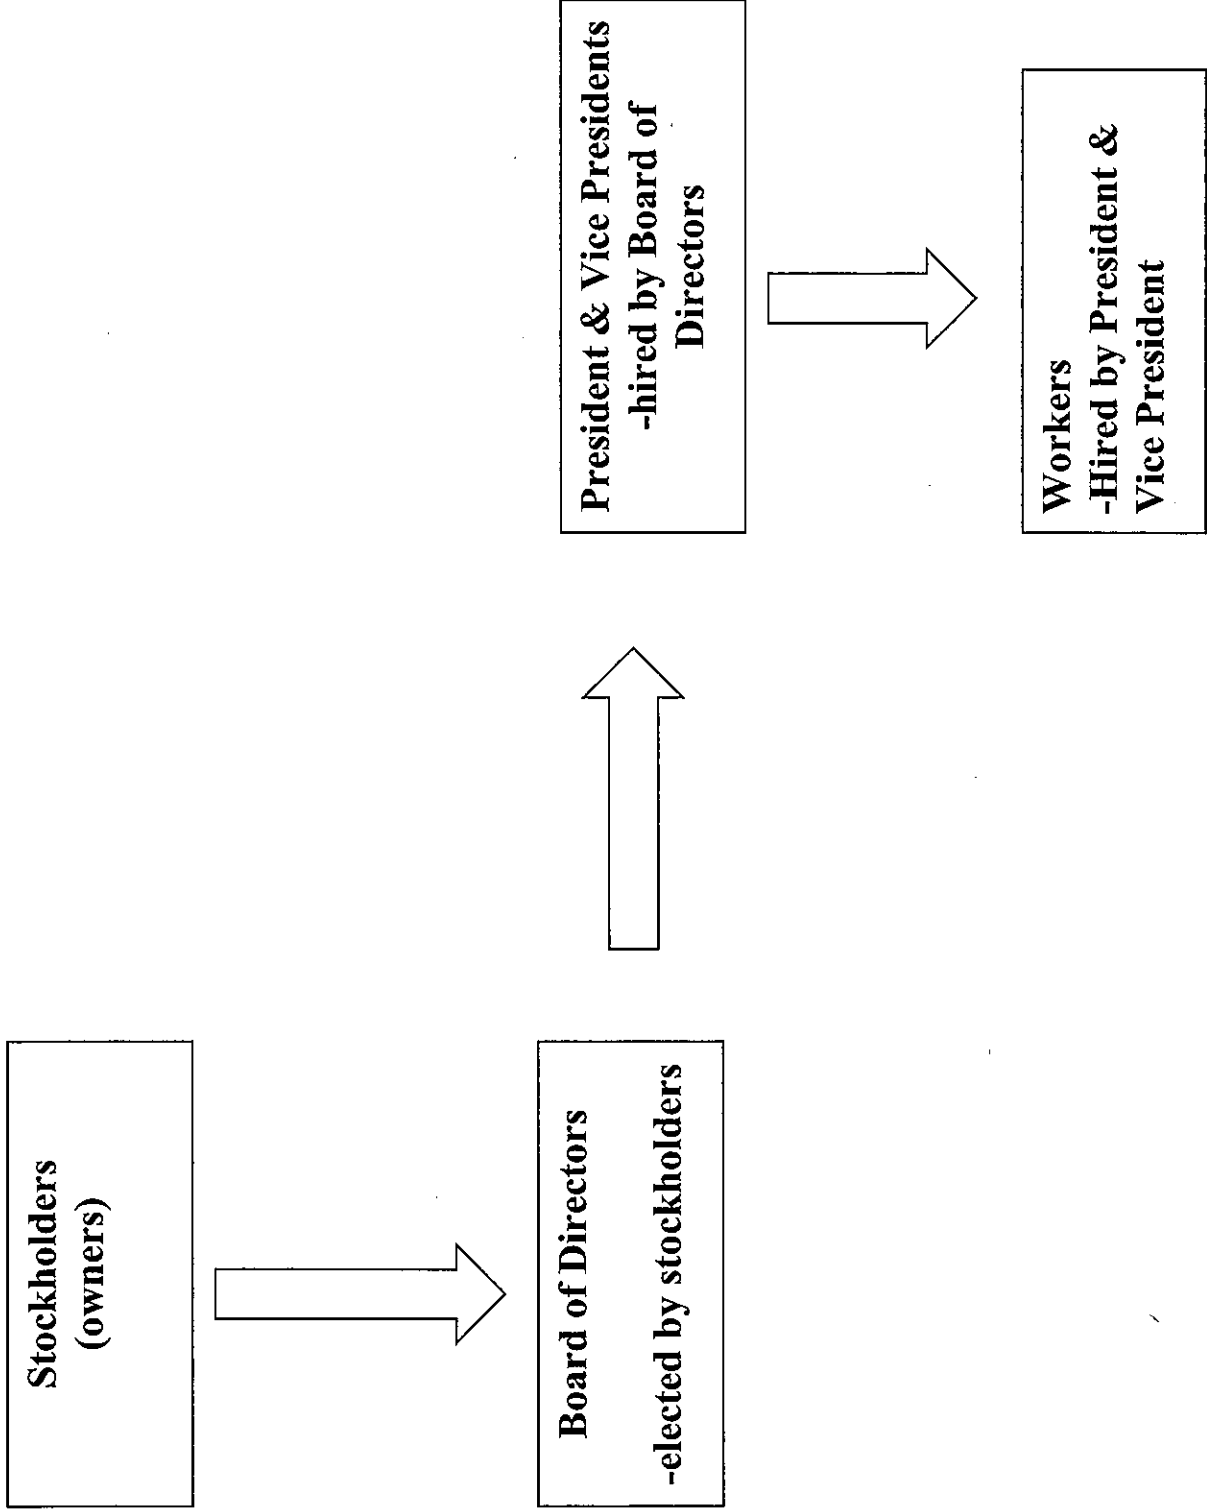 Stockholders
(owners)
Board of Directors
-elected by stockholders
President & Vice Presidents
-hired by Board of
Directors
Workers
-Hired by President &
Vice President